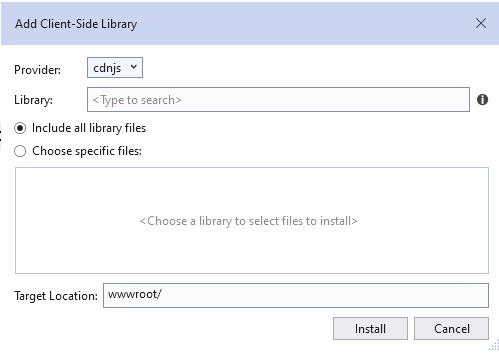 Add Client-Side Library
Provider: cdnjs
Library: <Type to search>
Include all library files
Choose specific files:
<Choose a library to select files to install>
Target Location: wwwroot/
Install Cancel